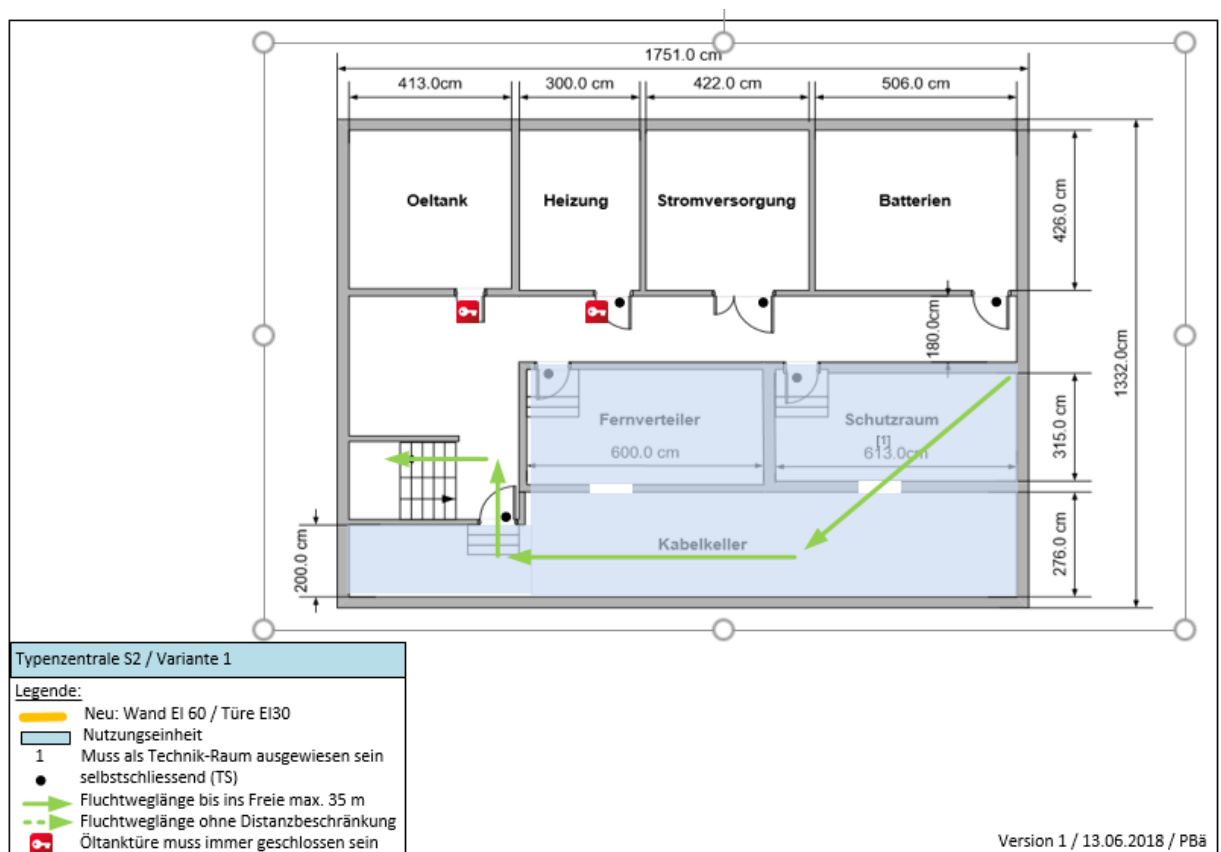 1751.0 cm
413.0cm
300.0 cm
422.0 cm
506.0 cm
Oeltank
Heizung
Stromversorgung
Batterien
426.0 cm
180.0cm
1332.0cm
Fernverteiler
600.0 cm
Schutzraum
[1]
613.0cm
315.0 cm
Kabelkeller
276.0 cm
200.0 cm
Typenzentrale S2 / Variante 1
Legende:
Neu: Wand EI 60 / Türe EI30
Nutzungseinheit
1 Muss als Technik-Raum ausgewiesen sein
selbstschliessend (TS)
Fluchtweglänge bis ins Freie max. 35 m
Fluchtweglänge ohne Distanzbeschränkung
Öltanktüre muss immer geschlossen sein
Version 1 / 13.06.2018 / PBä